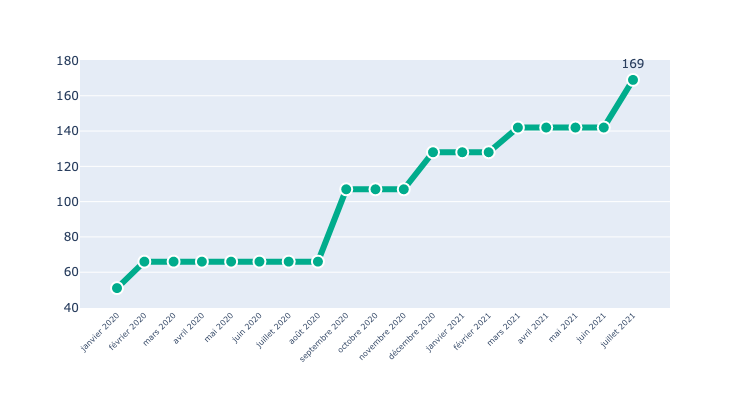 169
180
160
140
120
100
80
60
40
janvier 2020
février 2020
mars 2020
avril 2020
mai 2020
juin 2020
juillet 2020
août 2020
septembre 2020
octobre 2020
novembre 2020
décembre 2020
janvier 2021
février 2021
mars 2021
avril 2021
mai 2021
juin 2021
juillet 2021